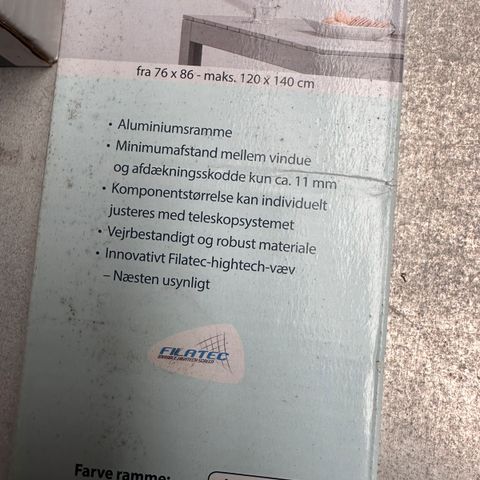 fra 76 x 86 - maks. 120 x 140 cm
• Aluminiumsramme
• Minimumafstand mellem vindue
og afdækningsskodde kun ca. 11 mm
• Komponentstørrelse kan individuelt
justeres med teleskopsystemet
• Vejrbestandigt og robust materiale
• Innovativt Filatec-hightech-væv
– Næsten usynligt
FILATEC
Farve ramme: